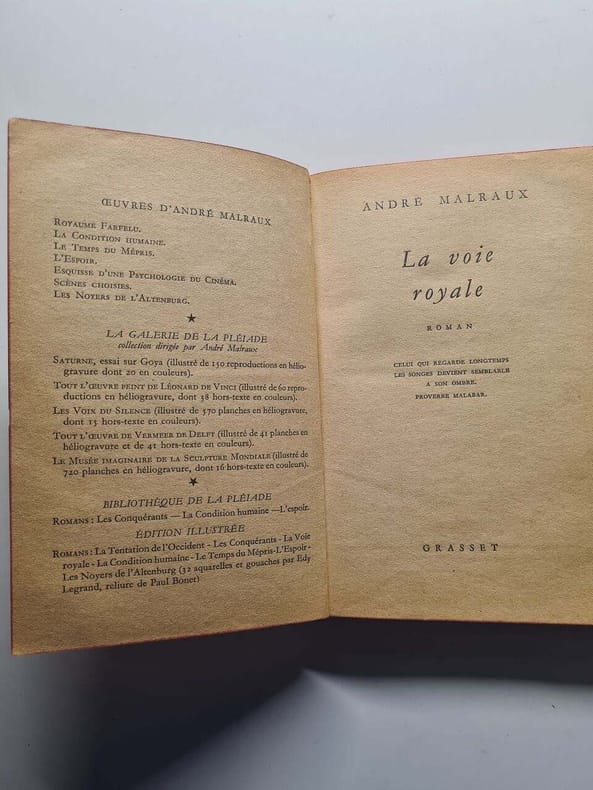 ŒUVRES D'ANDRÉ MALRAUX
ROYAUME FARFELU.
LA CONDITION HUMAINE.
LE TEMPS DU MÉPRIS.
L'ESPOIR.
ESQUISSE D'UNE PSYCHOLOGIE DU CINÉMA.
SCÈNES CHOISIES.
LES NOYERS DE L'ALTENBURG.
★
LA GALERIE DE LA PLÉIADE
collection dirigée par André Malraux
SATURNE, essai sur Goya (illustré de 150 reproductions en hélio-
gravure dont 20 en couleurs).
TOUT L'ŒUVRE PEINT DE LÉONARD DE VINCI (illustré de 60 repro-
ductions en héliogravure, dont 38 hors-texte en couleurs).
LES VOIX DU SILENCE (illustré de 570 planches en héliogravure,
dont 15 hors-texte en couleurs).
TOUT L'ŒUVRE DE VERMEER DE DELFT (illustré de 41 planches en
héliogravure et de 41 hors-texte en couleurs).
LE MUSÉE IMAGINAIRE DE LA SCULPTURE MONDIALE (illustré de
720 planches en héliogravure, dont 16 hors-texte en couleurs).
★
BIBLIOTHÈQUE DE LA PLÉIADE
ROMANS : Les Conquérants — La Condition humaine —L'espoir.
ÉDITION ILLUSTRÉE
ROMANS : La Tentation de l'Occident - Les Conquérants - La Voie
royale - La Condition humaine - Le Temps du Mépris-L'Espoir-
Les Noyers de l'Altenburg (32 aquarelles et gouaches par Edy
Legrand, reliure de Paul Bonet)
ANDRÉ MALRAUX
La voie
royale
ROMAN
CELUI QUI REGARDE LONGTEMPS
LES SONGES DEVIENT SEMBLABLE
A SON OMBRE.
PROVERBE MALABAR.
GRASSET